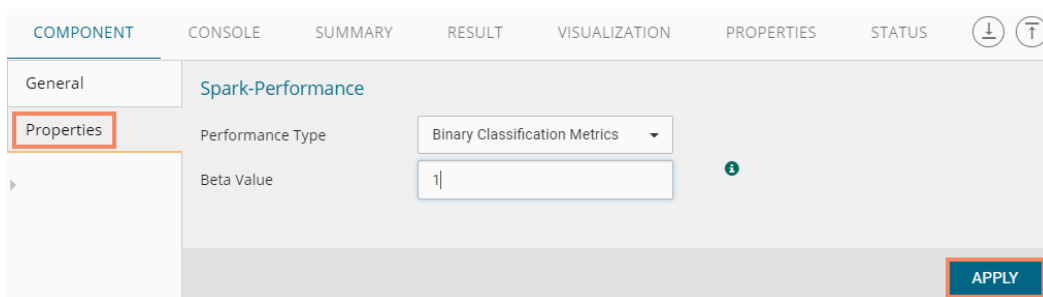 COMPONENT CONSOLE SUMMARY RESULT VISUALIZATION PROPERTIES STATUS
General
Spark-Performance
Properties
Performance Type Binary Classification Metrics
Beta Value 1
APPLY